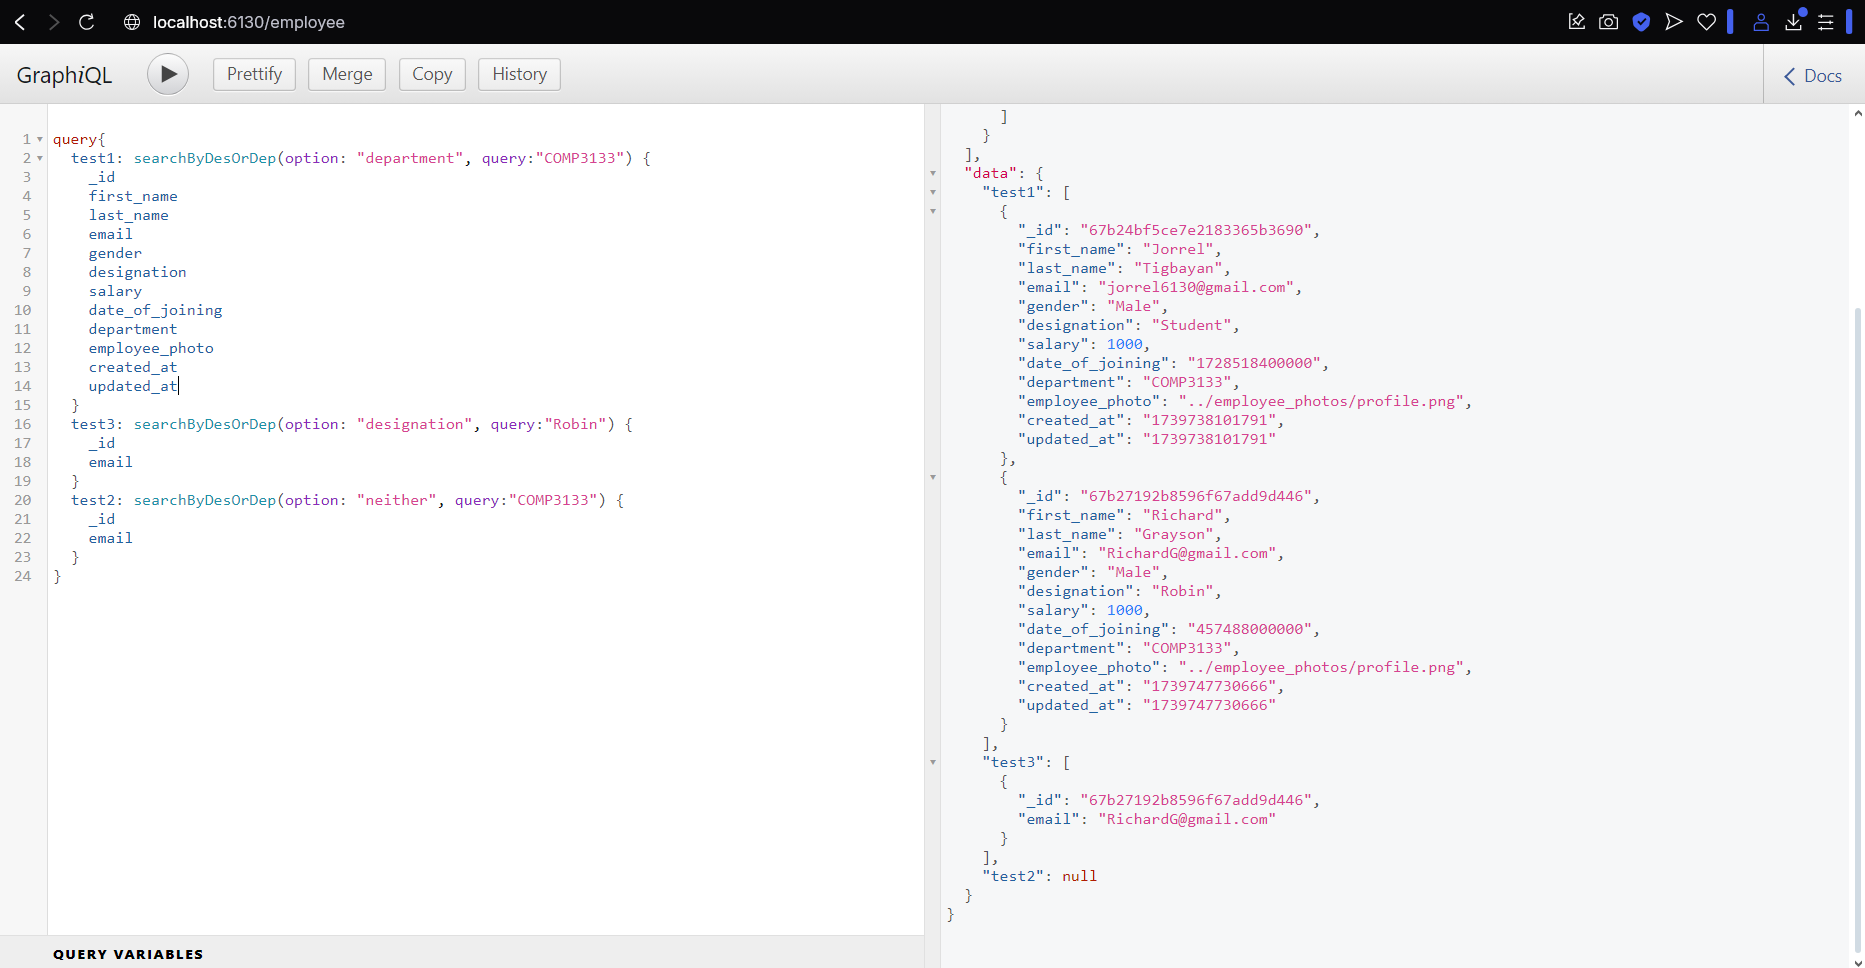 localhost:6130/employee
GraphiQL
Prettify
Merge
Copy
History
Docs
1 query{
2 test1: searchByDesOrDep(option: "department", query:"COMP3133") {
3 _id
4 first_name
5 last_name
6 email
7 gender
8 designation
9 salary
10 date_of_joining
11 department
12 employee_photo
13 created_at
14 updated_at
15 }
16 test3: searchByDesOrDep(option: "designation", query:"Robin") {
17 _id
18 email
19 }
20 test2: searchByDesOrDep(option: "neither", query:"COMP3133") {
21 _id
22 email
23 }
24 }
QUERY VARIABLES
]
}
],
"data": {
"test1": [
{
"_id": "67b24bf5ce7e2183365b3690",
"first_name": "Jorrel",
"last_name": "Tigbayan",
"email": "jorrel6130@gmail.com",
"gender": "Male",
"designation": "Student",
"salary": 1000,
"date_of_joining": "1728518400000",
"department": "COMP3133",
"employee_photo": "../employee_photos/profile.png",
"created_at": "1739738101791",
"updated_at": "1739738101791"
},
{
"_id": "67b27192b8596f67add9d446",
"first_name": "Richard",
"last_name": "Grayson",
"email": "RichardG@gmail.com",
"gender": "Male",
"designation": "Robin",
"salary": 1000,
"date_of_joining": "457488000000",
"department": "COMP3133",
"employee_photo": "../employee_photos/profile.png",
"created_at": "1739747730666",
"updated_at": "1739747730666"
}
],
"test3": [
{
"_id": "67b27192b8596f67add9d446",
"email": "RichardG@gmail.com"
}
],
"test2": null
}
}